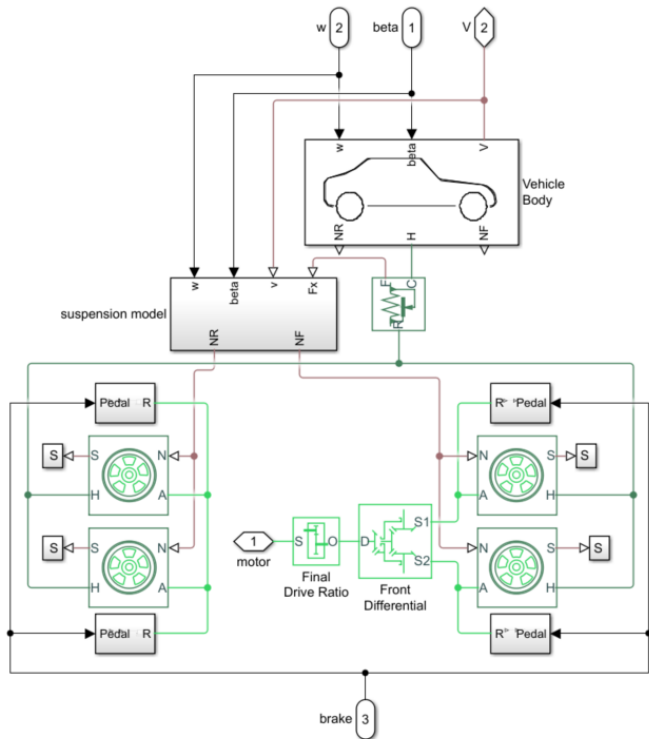 w 2
beta 1
V 2
w
beta
V
Vehicle
Body
NR
H
NF
w
beta
v
Fx
F
C
R
suspension model
NR
NF
Pedal R
R Pedal
S
S
N
H
A
N
S
S
A
H
S
S
N
H
A
1
motor
S
O
Final
Drive Ratio
D
S1
S2
Front
Differential
N
S
S
A
H
Pedal R
R Pedal
brake 3